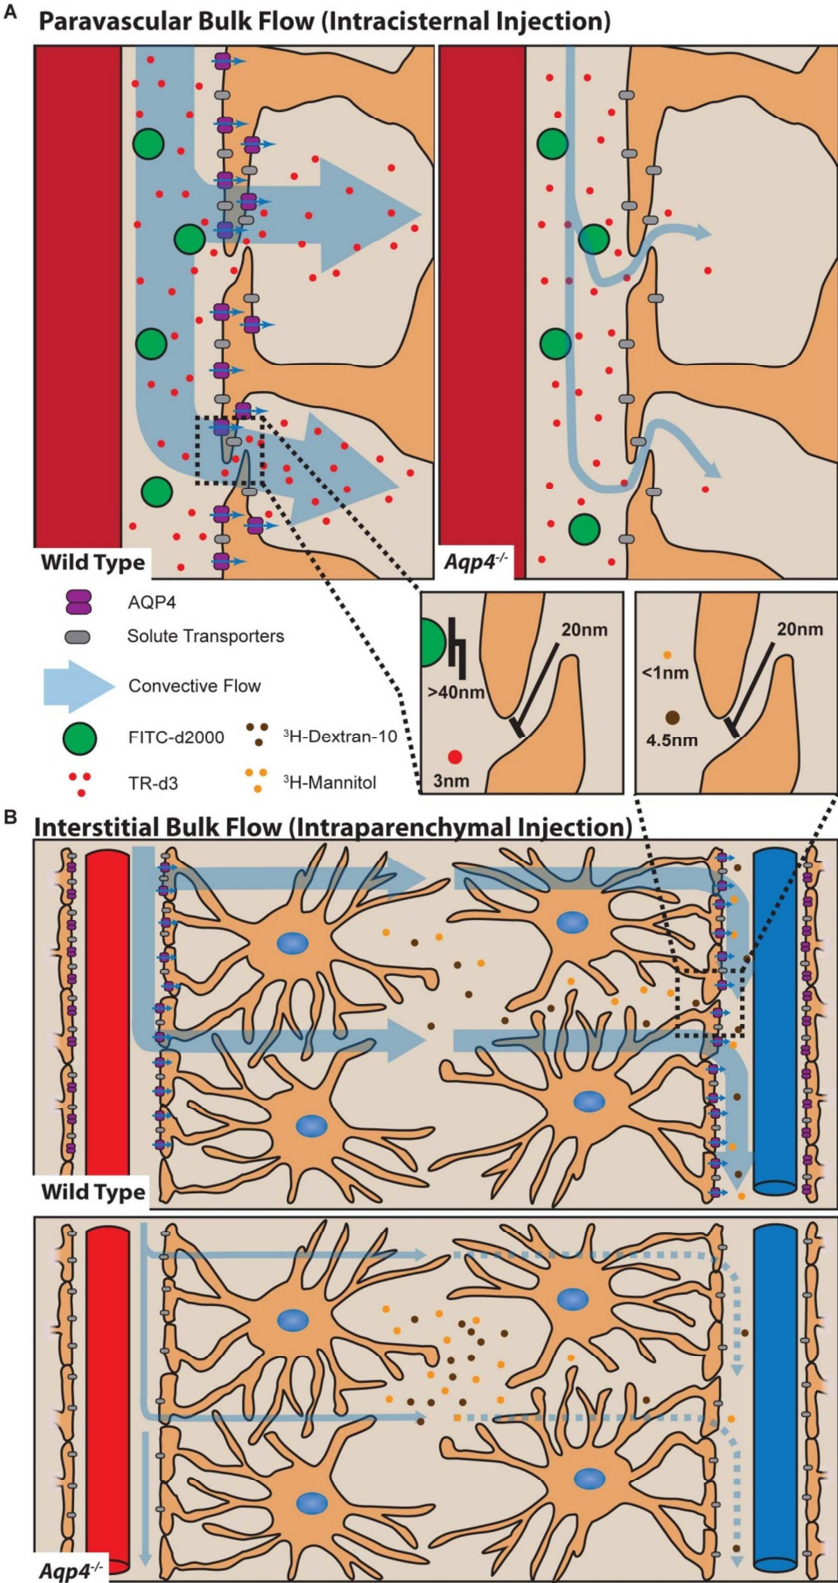 A
Paravascular Bulk Flow (Intracisternal Injection)
Wild Type
Aqp4-/-
AQP4
Solute Transporters
Convective Flow
FITC-d2000
³H-Dextran-10
TR-d3
³H-Mannitol
20nm
>40nm
3nm
20nm
<1nm
4.5nm
B
Interstitial Bulk Flow (Intraparenchymal Injection)
Wild Type
Aqp4-/-